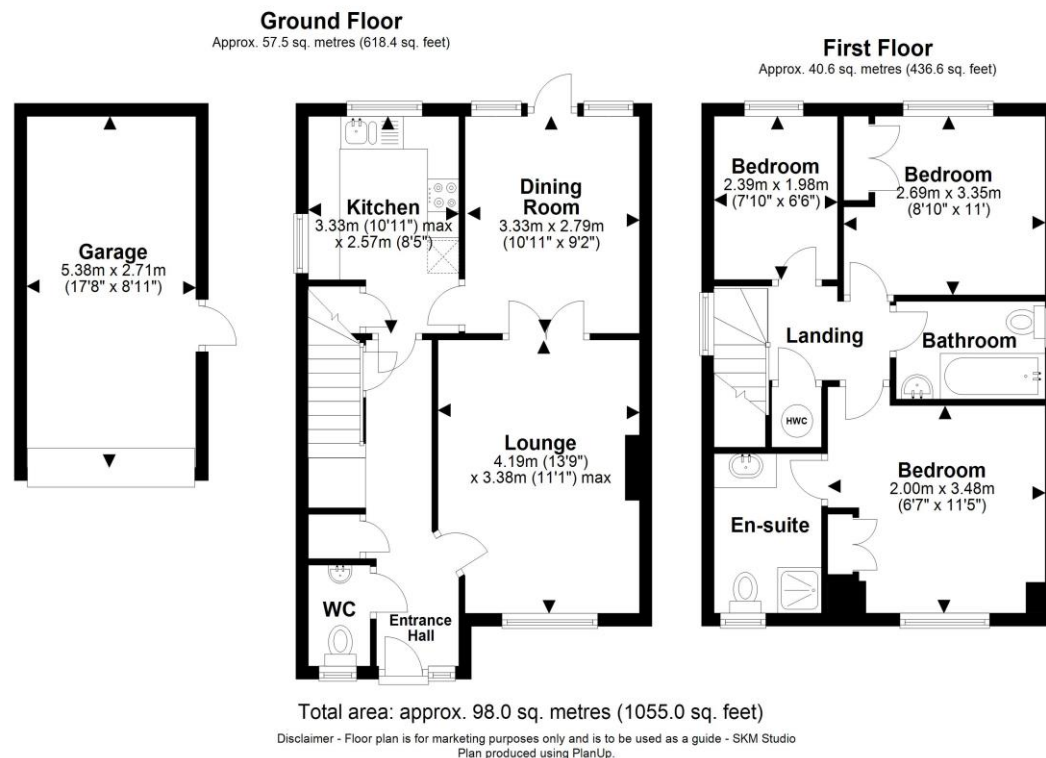 Ground Floor
Approx. 57.5 sq. metres (618.4 sq. feet)
Garage
5.38m x 2.71m
(17'8" x 8'11")
Kitchen
3.33m (10'11") max
x 2.57m (8'5")
Dining
Room
3.33m x 2.79m
(10'11" x 9'2")
Lounge
4.19m (13'9")
x 3.38m (11'1") max
WC
Entrance
Hall
First Floor
Approx. 40.6 sq. metres (436.6 sq. feet)
Bedroom
2.39m x 1.98m
(7'10" x 6'6")
Bedroom
2.69m x 3.35m
(8'10" x 11')
Landing
Bathroom
HWC
Bedroom
2.00m x 3.48m
(6'7" x 11'5")
En-suite
Total area: approx. 98.0 sq. metres (1055.0 sq. feet)
Disclaimer - Floor plan is for marketing purposes only and is to be used as a guide - SKM Studio
Plan produced using PlanUp.